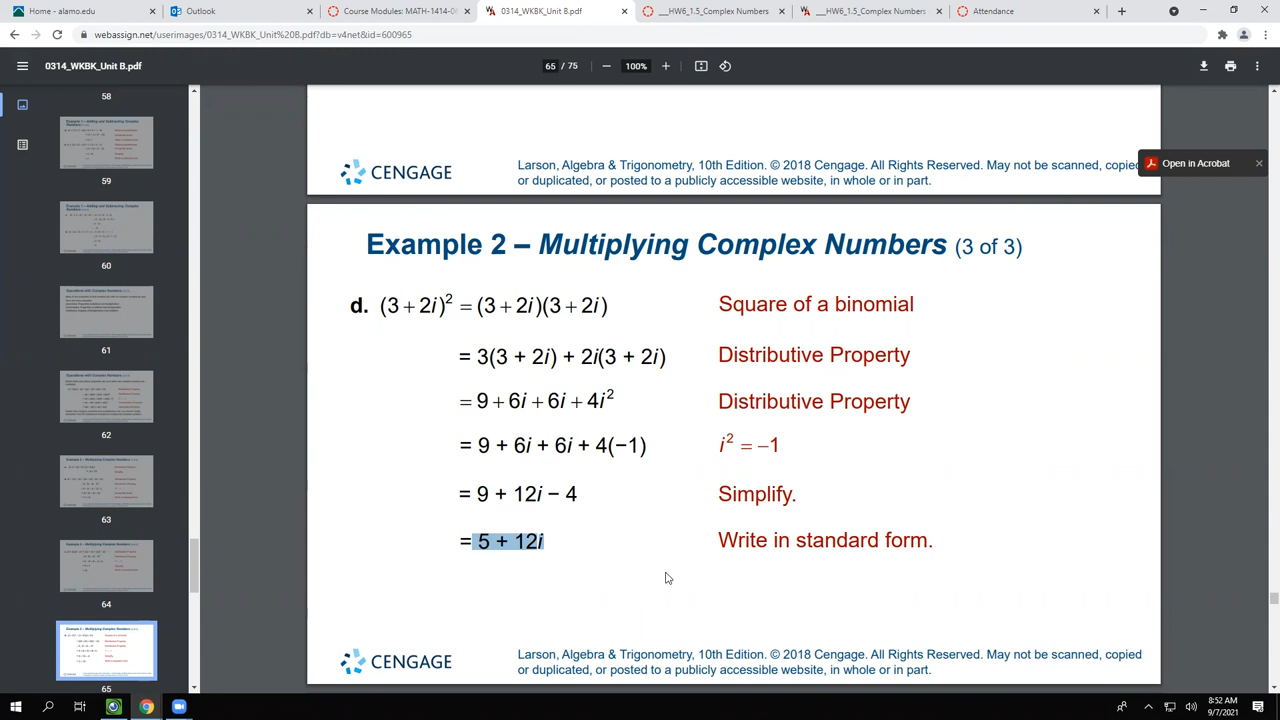 Home - alamo.edu
Outlook
Course Modules: MATH-1414-08
0314_WKBK_Unit B.pdf
___HW6_1.5_Complex Numbers
___HW6_1.5_Complex Numbers
Attendance
webassign.net/userimages/0314_WKBK_Unit%20B.pdf?db=v4net&id=600965
0314_WKBK_Unit B.pdf
65 / 75
100%
58
59
60
61
62
63
64
65
CENGAGE
Larson, Algebra & Trigonometry, 10th Edition. © 2018 Cengage. All Rights Reserved. May not be scanned, copied
or duplicated, or posted to a publicly accessible website, in whole or in part.
Open in Acrobat
Example 2 – Multiplying Complex Numbers (3 of 3)
d. (3 + 2i)² = (3 + 2i)(3 + 2i) Square of a binomial
= 3(3 + 2i) + 2i(3 + 2i) Distributive Property
= 9 + 6i + 6i + 4i² Distributive Property
= 9 + 6i + 6i + 4(−1) i² = −1
= 9 + 12i − 4 Simplify.
= 5 + 12i Write in standard form.
CENGAGE
Larson, Algebra & Trigonometry, 10th Edition. © 2018 Cengage. All Rights Reserved. May not be scanned, copied
or duplicated, or posted to a publicly accessible website, in whole or in part.
8:52 AM
9/7/2021